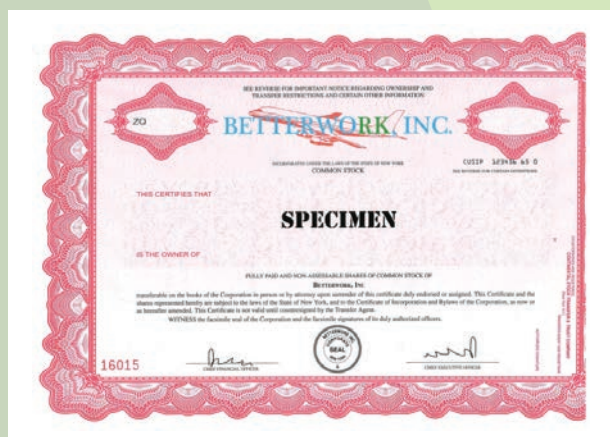 SEE REVERSE FOR IMPORTANT NOTICE REGARDING OWNERSHIP AND
TRANSFER RESTRICTIONS AND CERTAIN OTHER INFORMATION
ZQ
BETTERWORK, INC.
INCORPORATED UNDER THE LAWS OF THE STATE OF NEW YORK
COMMON STOCK
CUSIP 123456 65 0
SEE REVERSE FOR CERTAIN DEFINITIONS
THIS CERTIFIES THAT
SPECIMEN
IS THE OWNER OF
FULLY PAID AND NON-ASSESSABLE SHARES OF COMMON STOCK OF
BETTERWORK, INC
transferable on the books of the Corporation in person or by attorney upon surrender of this certificate duly endorsed or assigned. This Certificate and the
shares represented hereby are subject to the laws of the State of New York, and to the Certificate of Incorporation and Bylaws of the Corporation, as now or
as hereafter amended. This Certificate is not valid until countersigned by the Transfer Agent.
WITNESS the facsimile seal of the Corporation and the facsimile signatures of its duly authorized officers.
16015
CHIEF FINANCIAL OFFICER
SEAL
CHIEF EXECUTIVE OFFICER